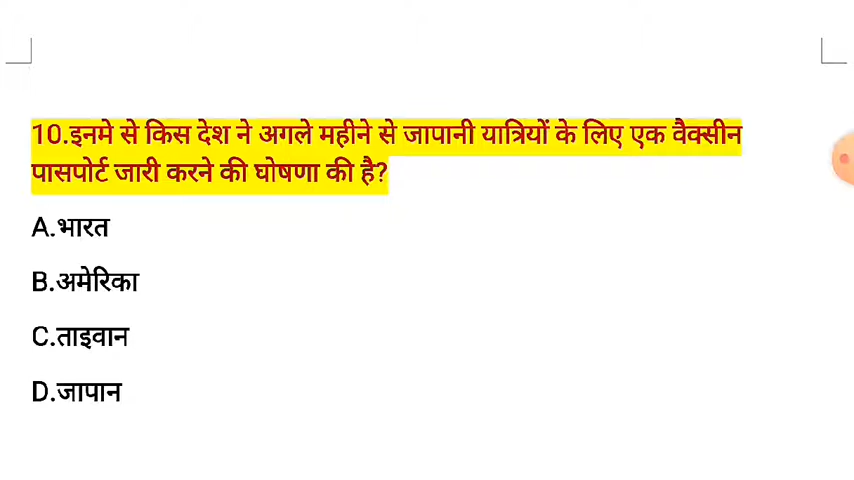 10.इनमे से किस देश ने अगले महीने से जापानी यात्रियों के लिए एक वैक्सीन
पासपोर्ट जारी करने की घोषणा की है?
A.भारत
B.अमेरिका
C.ताइवान
D.जापान